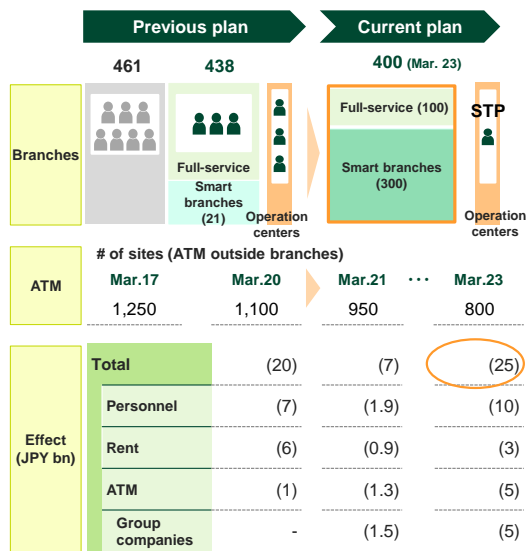 Previous plan
Current plan
461
438
400 (Mar. 23)
Branches
Full-service
Smart
branches
(21)
Operation
centers
Full-service (100)
Smart branches
(300)
STP
Operation
centers
ATM
# of sites (ATM outside branches)
Mar.17 Mar.20 Mar.21 ··· Mar.23
1,250 1,100 950 800
Effect
(JPY bn)
Total (20) (7) (25)
Personnel (7) (1.9) (10)
Rent (6) (0.9) (3)
ATM (1) (1.3) (5)
Group
companies - (1.5) (5)